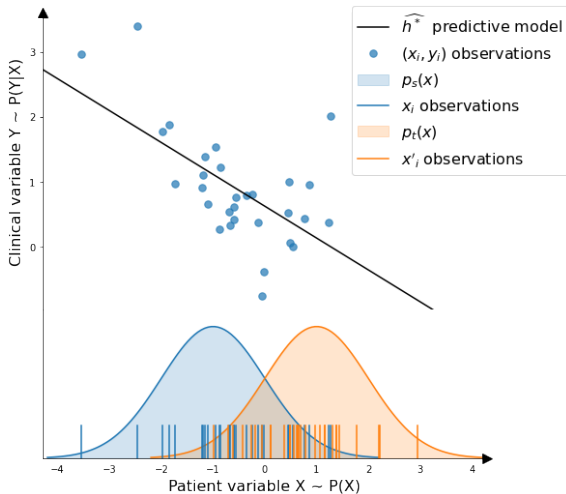 ĥ* predictive model
(xᵢ, yᵢ) observations
pₛ(x)
xᵢ observations
pₜ(x)
x'ᵢ observations
Clinical variable Y ~ P(Y|X)
3
2
1
0
−4 −3 −2 −1 0 1 2 3 4
Patient variable X ~ P(X)